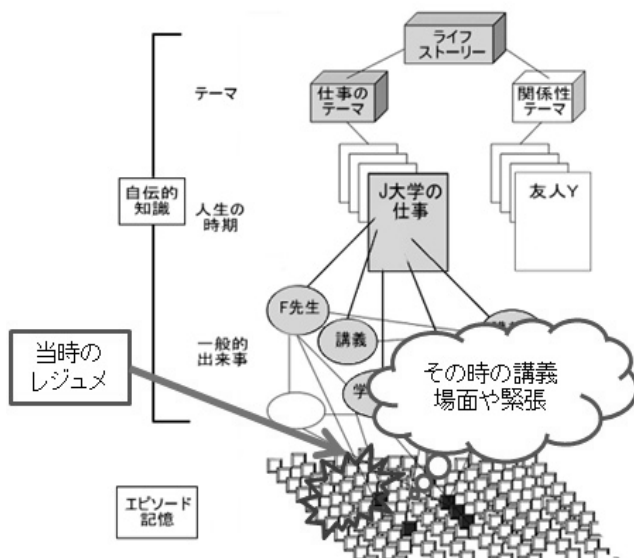 ライフ
ストーリー
テーマ
仕事の
テーマ
関係性
テーマ
自伝的
知識
人生の
時期
J大学の
仕事
友人Y
F先生
講義
一般的
出来事
学
当時の
レジュメ
その時の講義
場面や緊張
エピソード
記憶